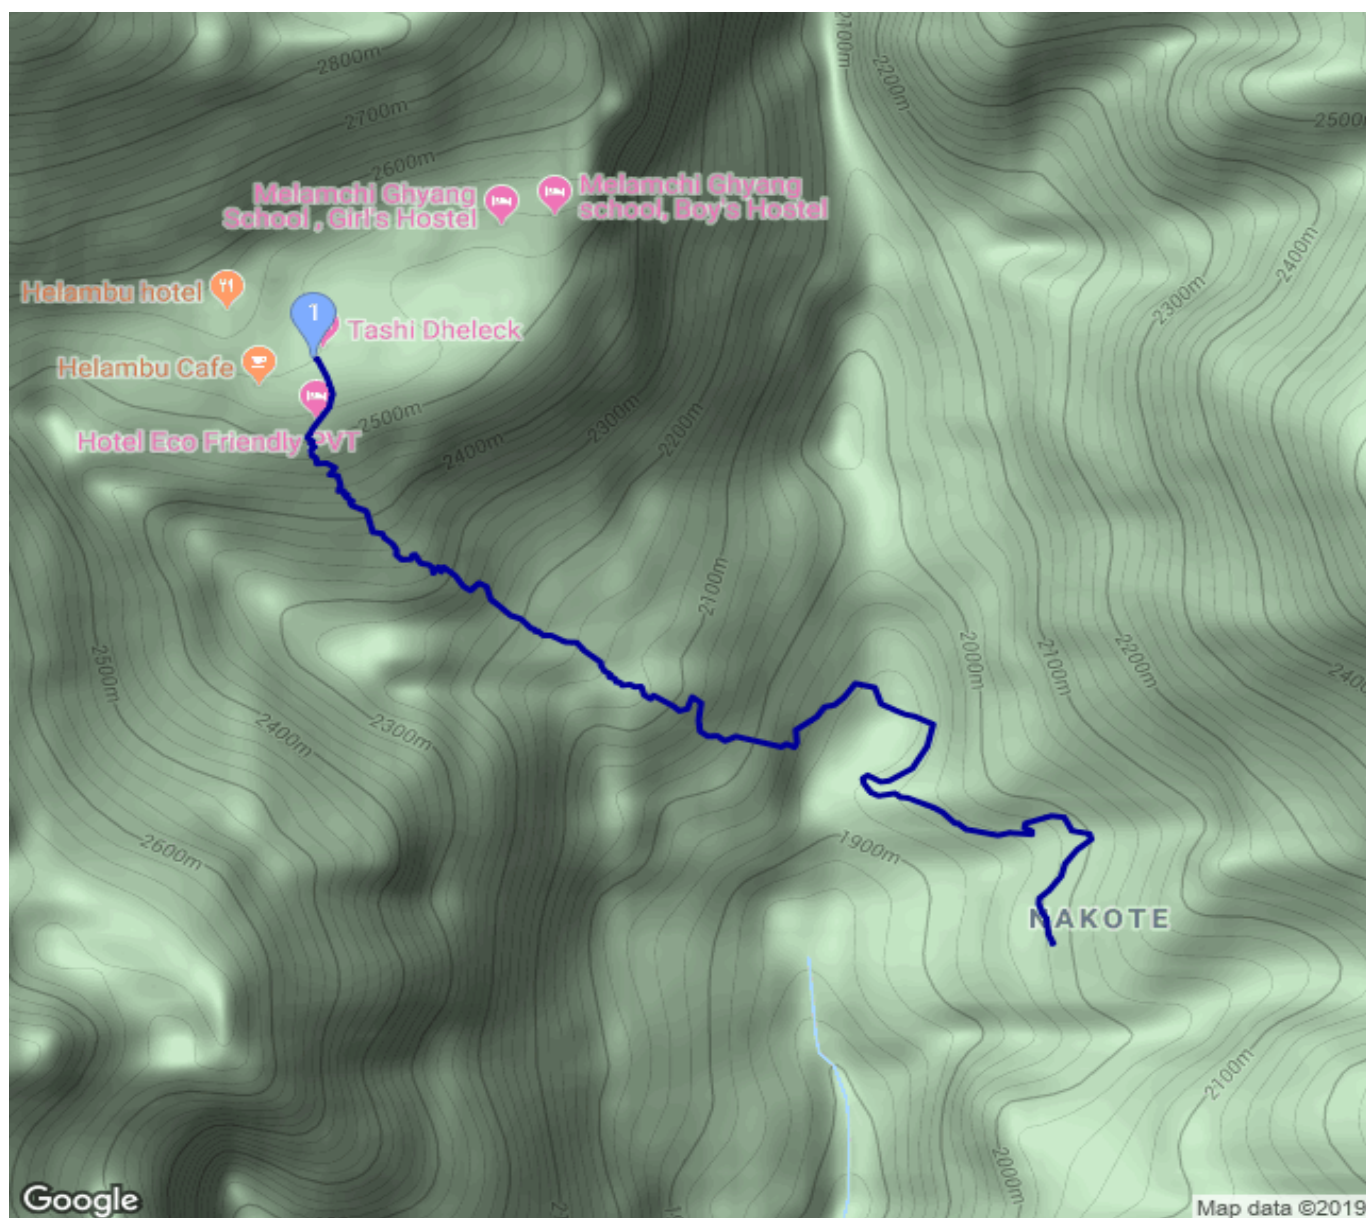 2100m
2800m
2200m
2700m
2500m
2600m
Melamchi Ghyang
School , Girl's Hostel
Melamchi Ghyang
school, Boy's Hostel
2400m
Helambu hotel
2300m
1
Tashi Dheleck
Helambu Cafe
2500m
2300m
2200m
Hotel Eco Friendly PVT
2400m
2100m
2000m
2100m
2200m
2500m
2400m
2300m
2600m
1900m
NAKOTE
2100m
2000m
Google
Map data ©2019